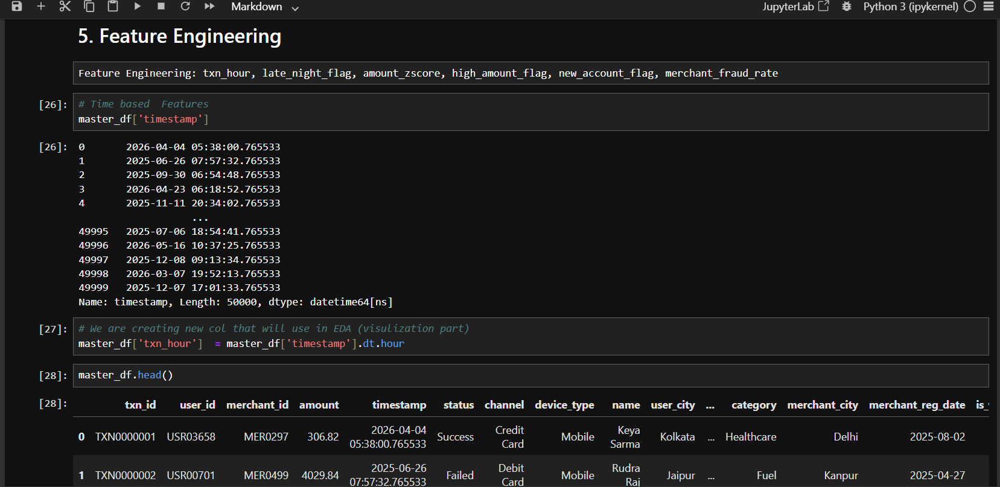 Markdown
JupyterLab
Python 3 (ipykernel)
5. Feature Engineering
Feature Engineering: txn_hour, late_night_flag, amount_zscore, high_amount_flag, new_account_flag, merchant_fraud_rate
[26]: # Time based  Features
master_df['timestamp']
[26]: 0       2026-04-04 05:38:00.765533
1       2025-06-26 07:57:32.765533
2       2025-09-30 06:54:48.765533
3       2026-04-23 06:18:52.765533
4       2025-11-11 20:34:02.765533
...
49995   2025-07-06 18:54:41.765533
49996   2026-05-16 10:37:25.765533
49997   2025-12-08 09:13:34.765533
49998   2026-03-07 19:52:13.765533
49999   2025-12-07 17:01:33.765533
Name: timestamp, Length: 50000, dtype: datetime64[ns]
[27]: # We are creating new col that will use in EDA (visulization part)
master_df['txn_hour']  = master_df['timestamp'].dt.hour
[28]: master_df.head()
[28]: txn_id user_id merchant_id amount timestamp status channel device_type name user_city ... category merchant_city merchant_reg_date is_
0 TXN0000001 USR03658 MER0297 306.82 2026-04-04 05:38:00.765533 Success Credit Card Mobile Keya Sarma Kolkata ... Healthcare Delhi 2025-08-02
1 TXN0000002 USR00701 MER0499 4029.84 2025-06-26 07:57:32.765533 Failed Debit Card Mobile Rudra Raj Jaipur ... Fuel Kanpur 2025-04-27